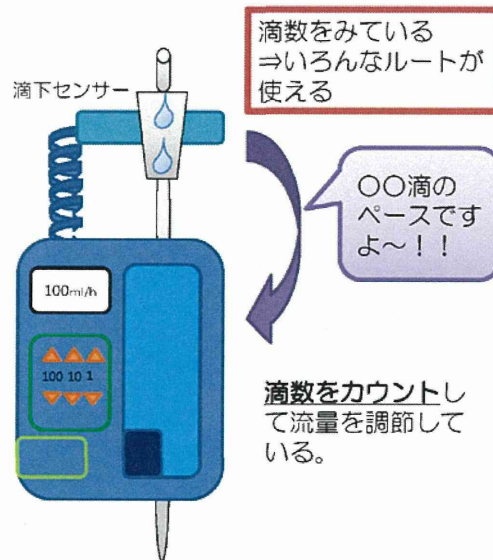 滴数をみている
⇒いろんなルートが
使える
滴下センサー
〇〇滴の
ペースです
よ~!!
100ml/h
100 10 1
滴数をカウントし
て流量を調節して
いる。